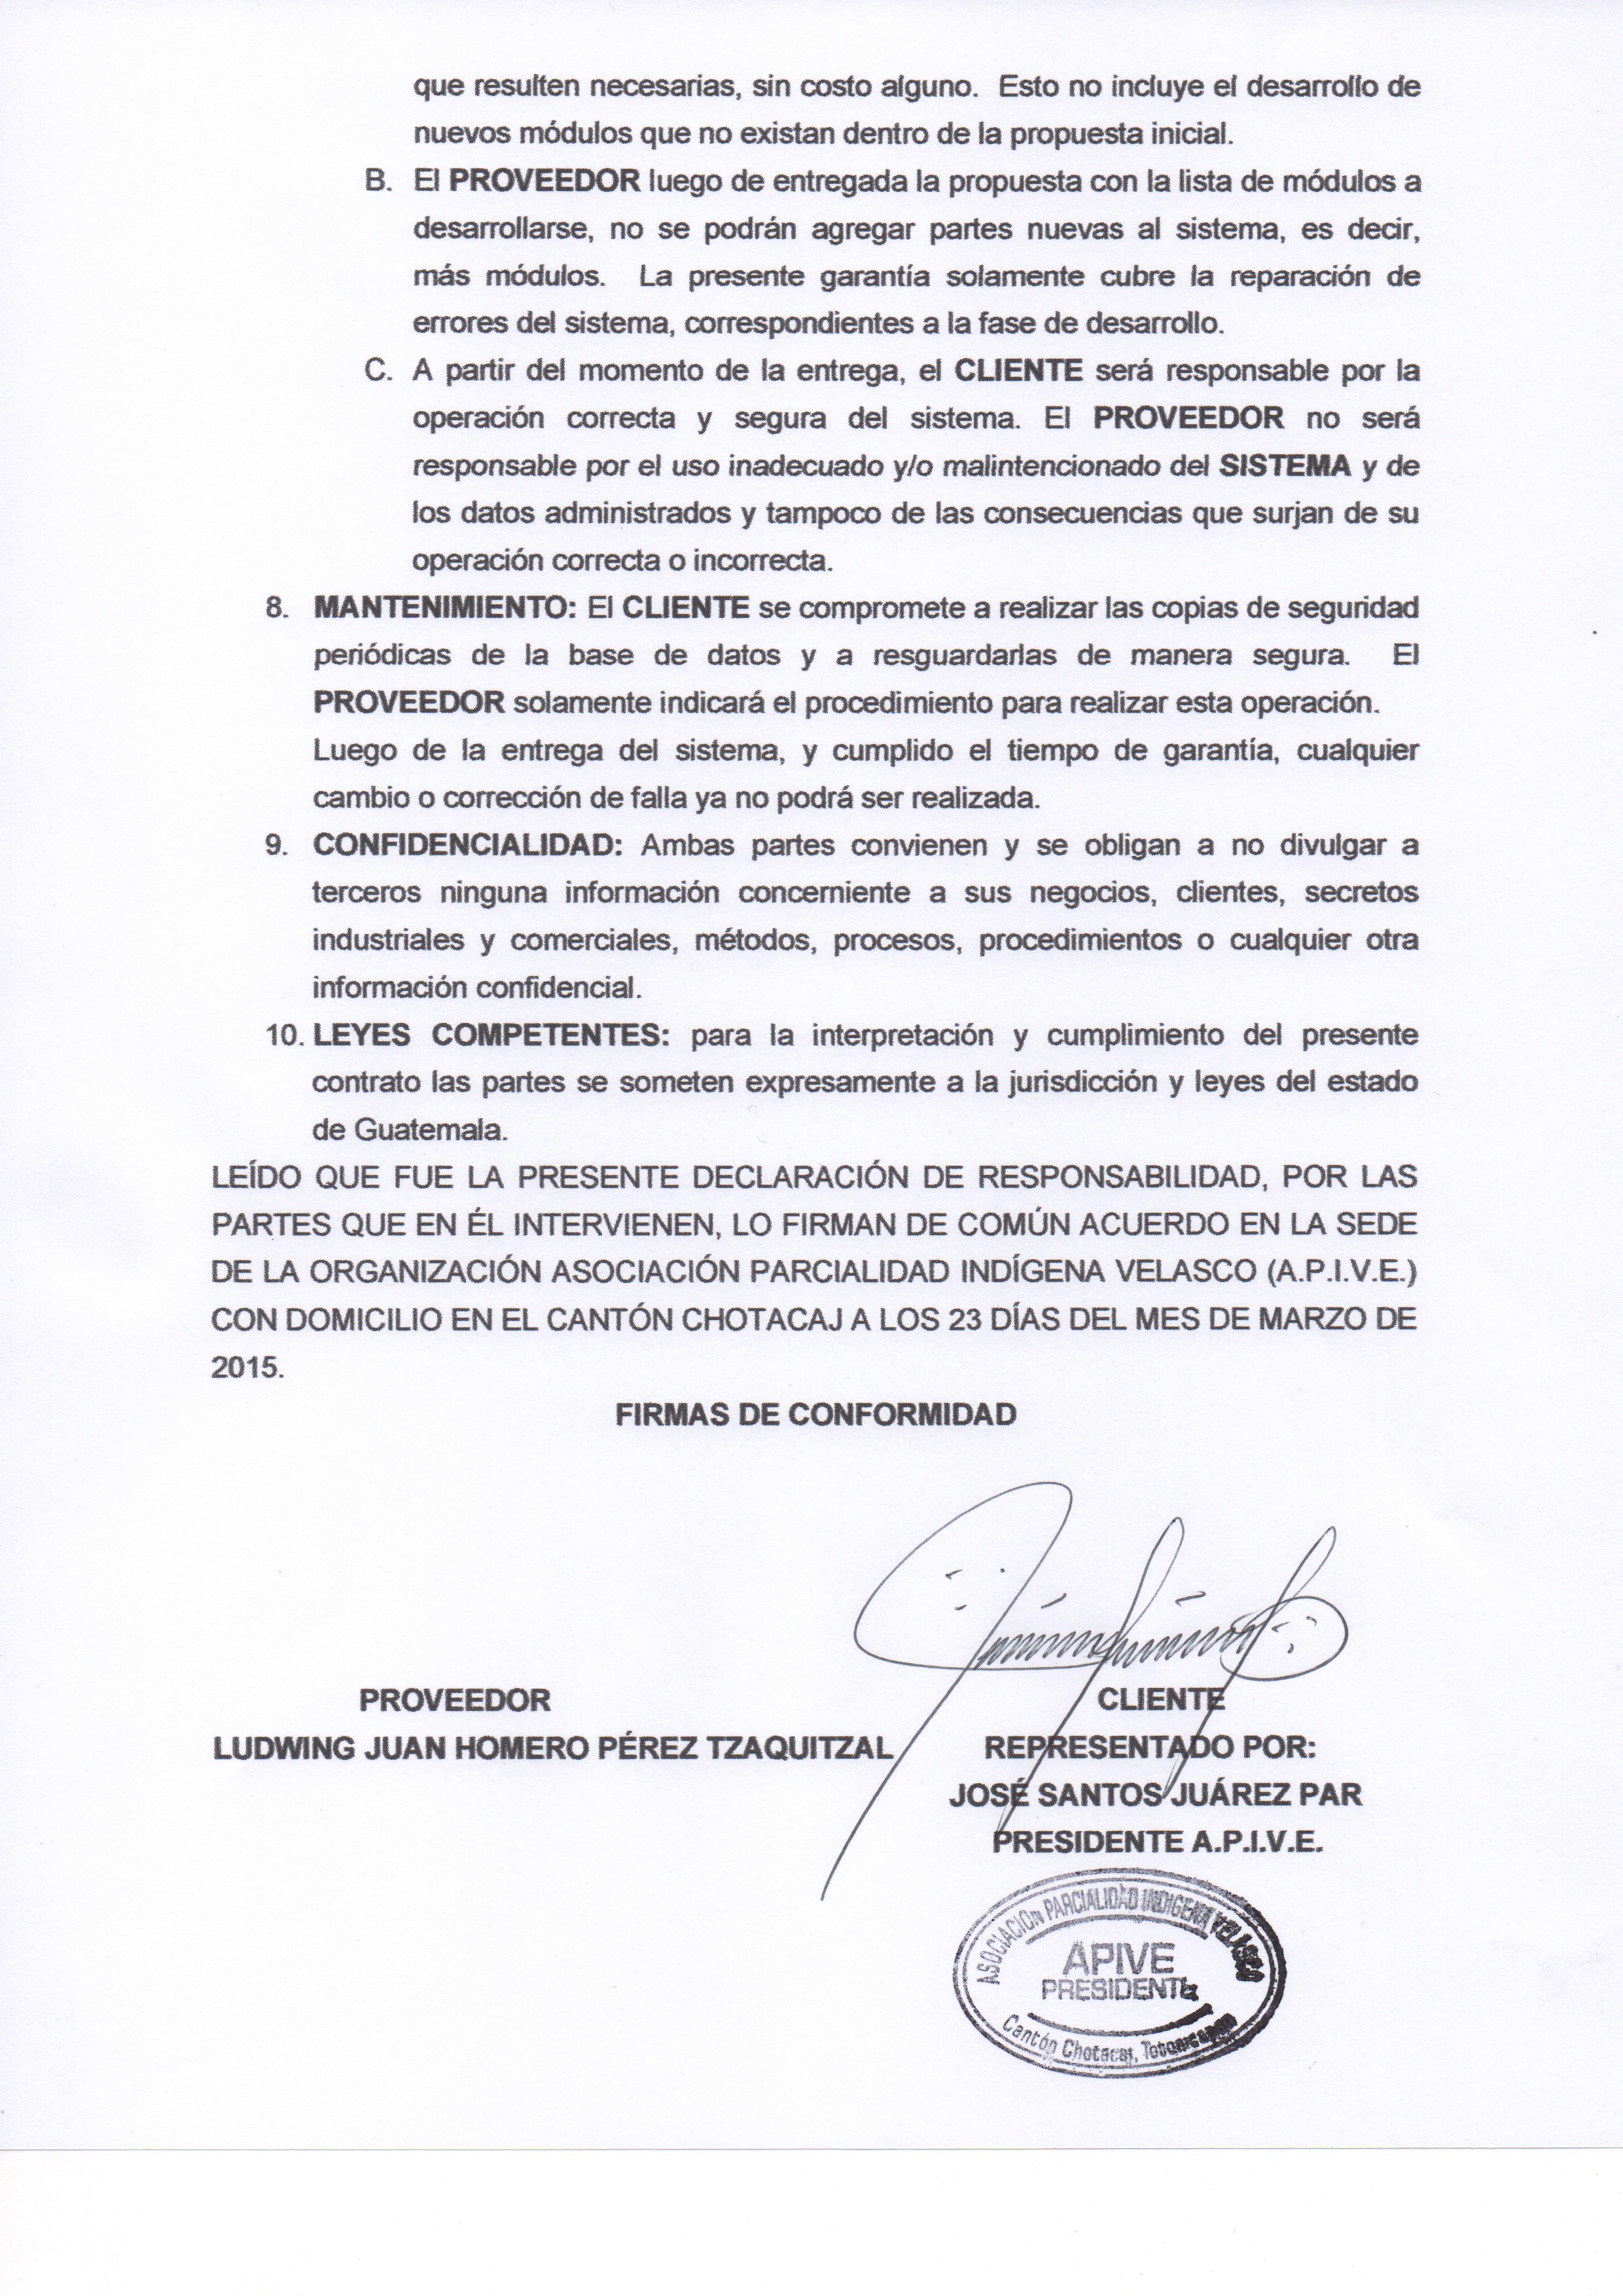 que resulten necesarias, sin costo alguno. Esto no incluye el desarrollo de
nuevos módulos que no existan dentro de la propuesta inicial.
B. El PROVEEDOR luego de entregada la propuesta con la lista de módulos a
desarrollarse, no se podrán agregar partes nuevas al sistema, es decir,
más módulos. La presente garantía solamente cubre la reparación de
errores del sistema, correspondientes a la fase de desarrollo.
C. A partir del momento de la entrega, el CLIENTE será responsable por la
operación correcta y segura del sistema. El PROVEEDOR no será
responsable por el uso inadecuado y/o malintencionado del SISTEMA y de
los datos administrados y tampoco de las consecuencias que surjan de su
operación correcta o incorrecta.
8. MANTENIMIENTO: El CLIENTE se compromete a realizar las copias de seguridad
periódicas de la base de datos y a resguardarlas de manera segura. El
PROVEEDOR solamente indicará el procedimiento para realizar esta operación.
Luego de la entrega del sistema, y cumplido el tiempo de garantía, cualquier
cambio o corrección de falla ya no podrá ser realizada.
9. CONFIDENCIALIDAD: Ambas partes convienen y se obligan a no divulgar a
terceros ninguna información concerniente a sus negocios, clientes, secretos
industriales y comerciales, métodos, procesos, procedimientos o cualquier otra
información confidencial.
10. LEYES COMPETENTES: para la interpretación y cumplimiento del presente
contrato las partes se someten expresamente a la jurisdicción y leyes del estado
de Guatemala.
LEÍDO QUE FUE LA PRESENTE DECLARACIÓN DE RESPONSABILIDAD, POR LAS
PARTES QUE EN ÉL INTERVIENEN, LO FIRMAN DE COMÚN ACUERDO EN LA SEDE
DE LA ORGANIZACIÓN ASOCIACIÓN PARCIALIDAD INDÍGENA VELASCO (A.P.I.V.E.)
CON DOMICILIO EN EL CANTÓN CHOTACAJ A LOS 23 DÍAS DEL MES DE MARZO DE
2015.
FIRMAS DE CONFORMIDAD
PROVEEDOR
LUDWING JUAN HOMERO PÉREZ TZAQUITZAL
CLIENTE
REPRESENTADO POR:
JOSÉ SANTOS JUÁREZ PAR
PRESIDENTE A.P.I.V.E.
ASOCIACION PARCIALIDAD INDIGENA VELASCO
APIVE
PRESIDENTE
Cantón Chotacaj, Totonicapán